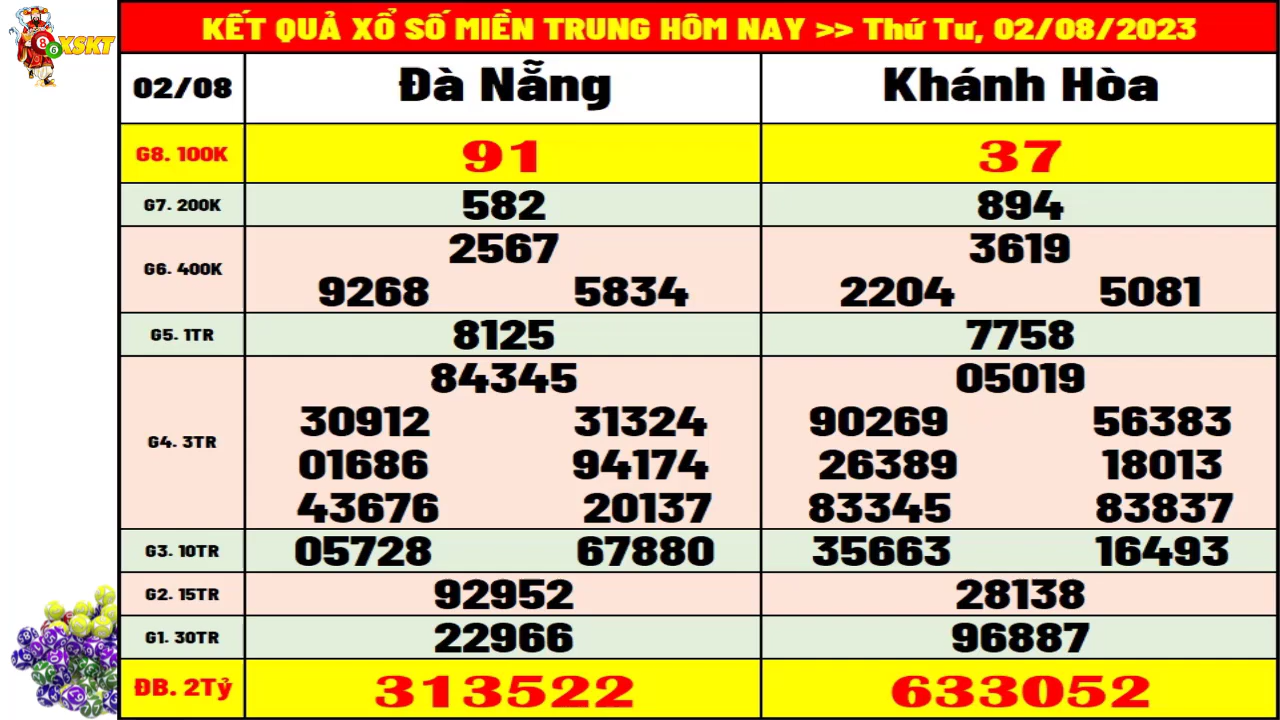 XSKT
KẾT QUẢ XỔ SỐ MIỀN TRUNG HÔM NAY >> Thứ Tư, 02/08/2023
02/08 Đà Nẵng Khánh Hòa
G8. 100K 91 37
G7. 200K 582 894
2567 3619
G6. 400K
9268 5834 2204 5081
G5. 1TR 8125 7758
84345 05019
30912 31324 90269 56383
G4. 3TR
01686 94174 26389 18013
43676 20137 83345 83837
G3. 10TR 05728 67880 35663 16493
G2. 15TR 92952 28138
G1. 30TR 22966 96887
ĐB. 2Tỷ 313522 633052